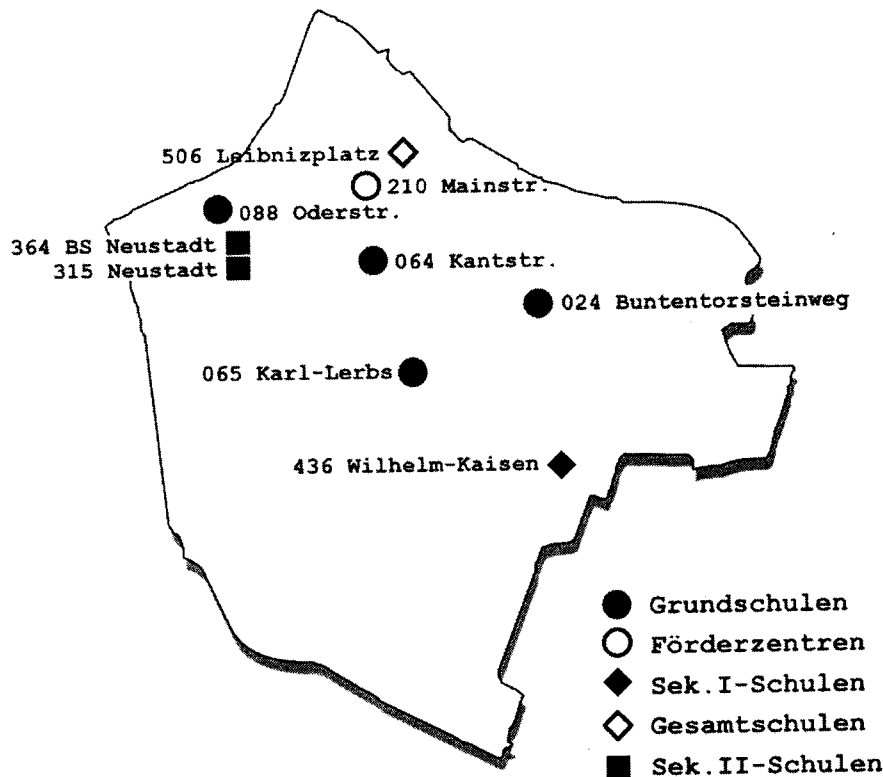 506 Leibnizplatz
210 Mainstr.
088 Oderstr.
364 BS Neustadt
315 Neustadt
064 Kantstr.
024 Buntentorsteinweg
065 Karl-Lerbs
436 Wilhelm-Kaisen
Grundschulen
Förderzentren
Sek.I-Schulen
Gesamtschulen
Sek.II-Schulen